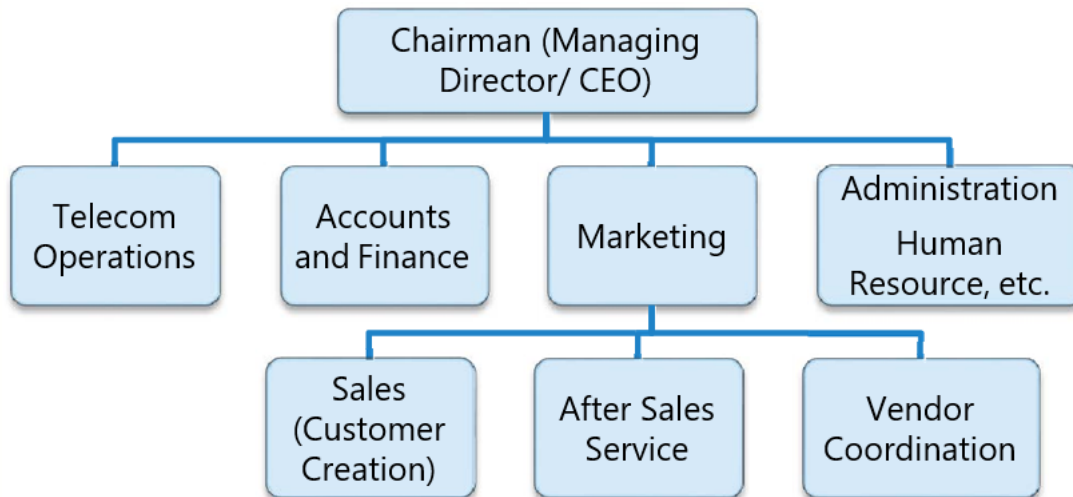 Chairman (Managing
Director/ CEO)
Telecom
Operations
Accounts
and Finance
Marketing
Administration
Human
Resource, etc.
Sales
(Customer
Creation)
After Sales
Service
Vendor
Coordination